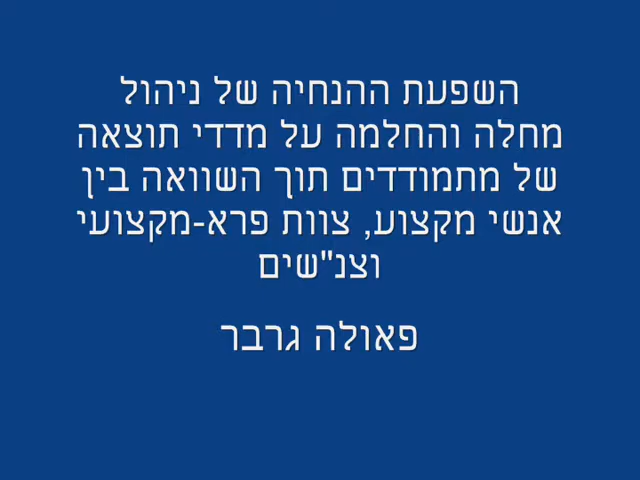 השפעת ההנחיה של ניהול
מחלה והחלמה על מדדי תוצאה
של מתמודדים תוך השוואה בין
אנשי מקצוע, צוות פרא-מקצועי
וצנ"שים
פאולה גרבר